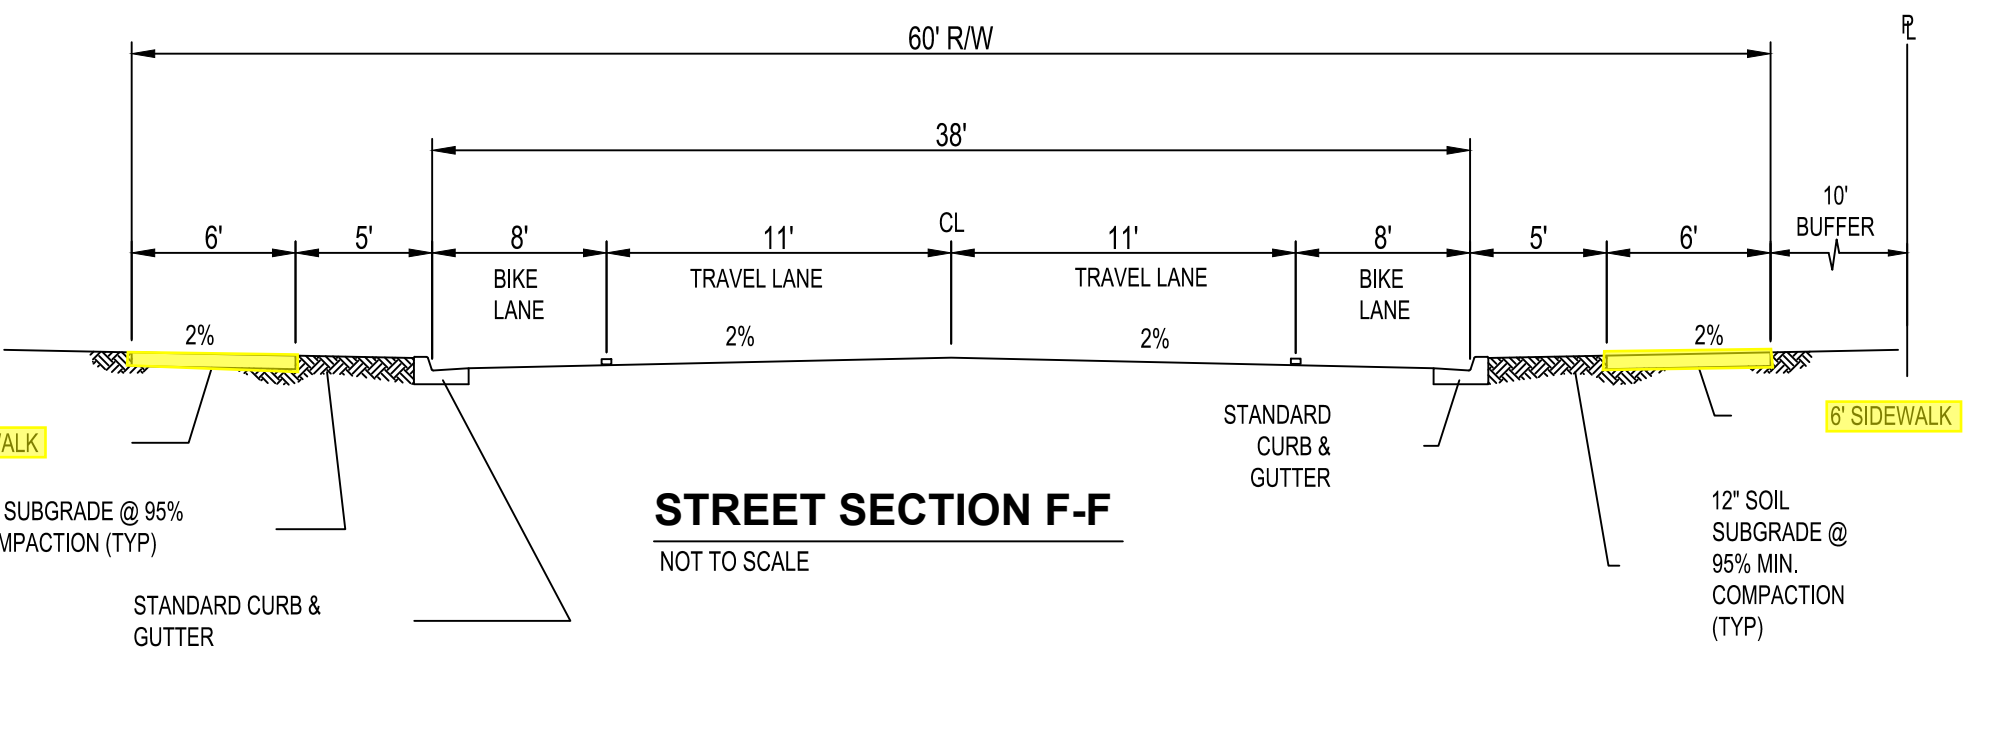 60' R/W
PL
38'
10'
BUFFER
CL
6'
5'
8'
11'
11'
8'
5'
6'
BIKE
LANE
TRAVEL LANE
TRAVEL LANE
BIKE
LANE
2%
2%
2%
2%
STANDARD
CURB &
GUTTER
6' SIDEWALK
SUBGRADE @ 95%
(TYP)
STREET SECTION F-F
NOT TO SCALE
12" SOIL
SUBGRADE @
95% MIN.
COMPACTION
(TYP)
STANDARD CURB &
GUTTER